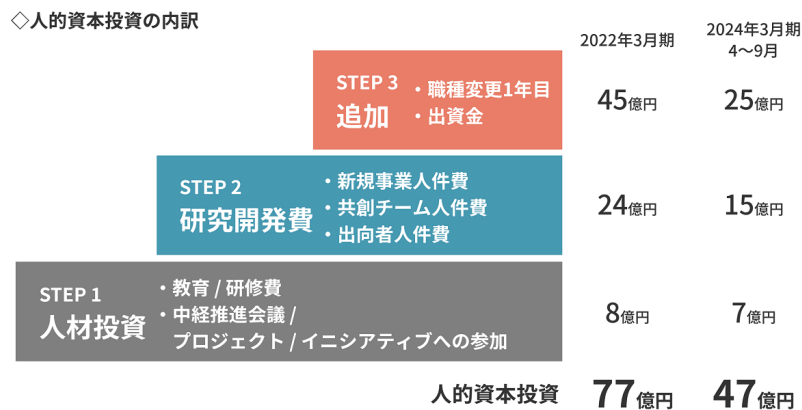 ◇人的資本投資の内訳
2022年3月期
2024年3月期
4～9月
STEP 3
追加
・職種変更1年目
・出資金
45億円
25億円
STEP 2
研究開発費
・新規事業人件費
・共創チーム人件費
・出向者人件費
24億円
15億円
STEP 1
人材投資
・教育 / 研修費
・中経推進会議 /
プロジェクト / イニシアティブへの参加
8億円
7億円
人的資本投資
77億円
47億円